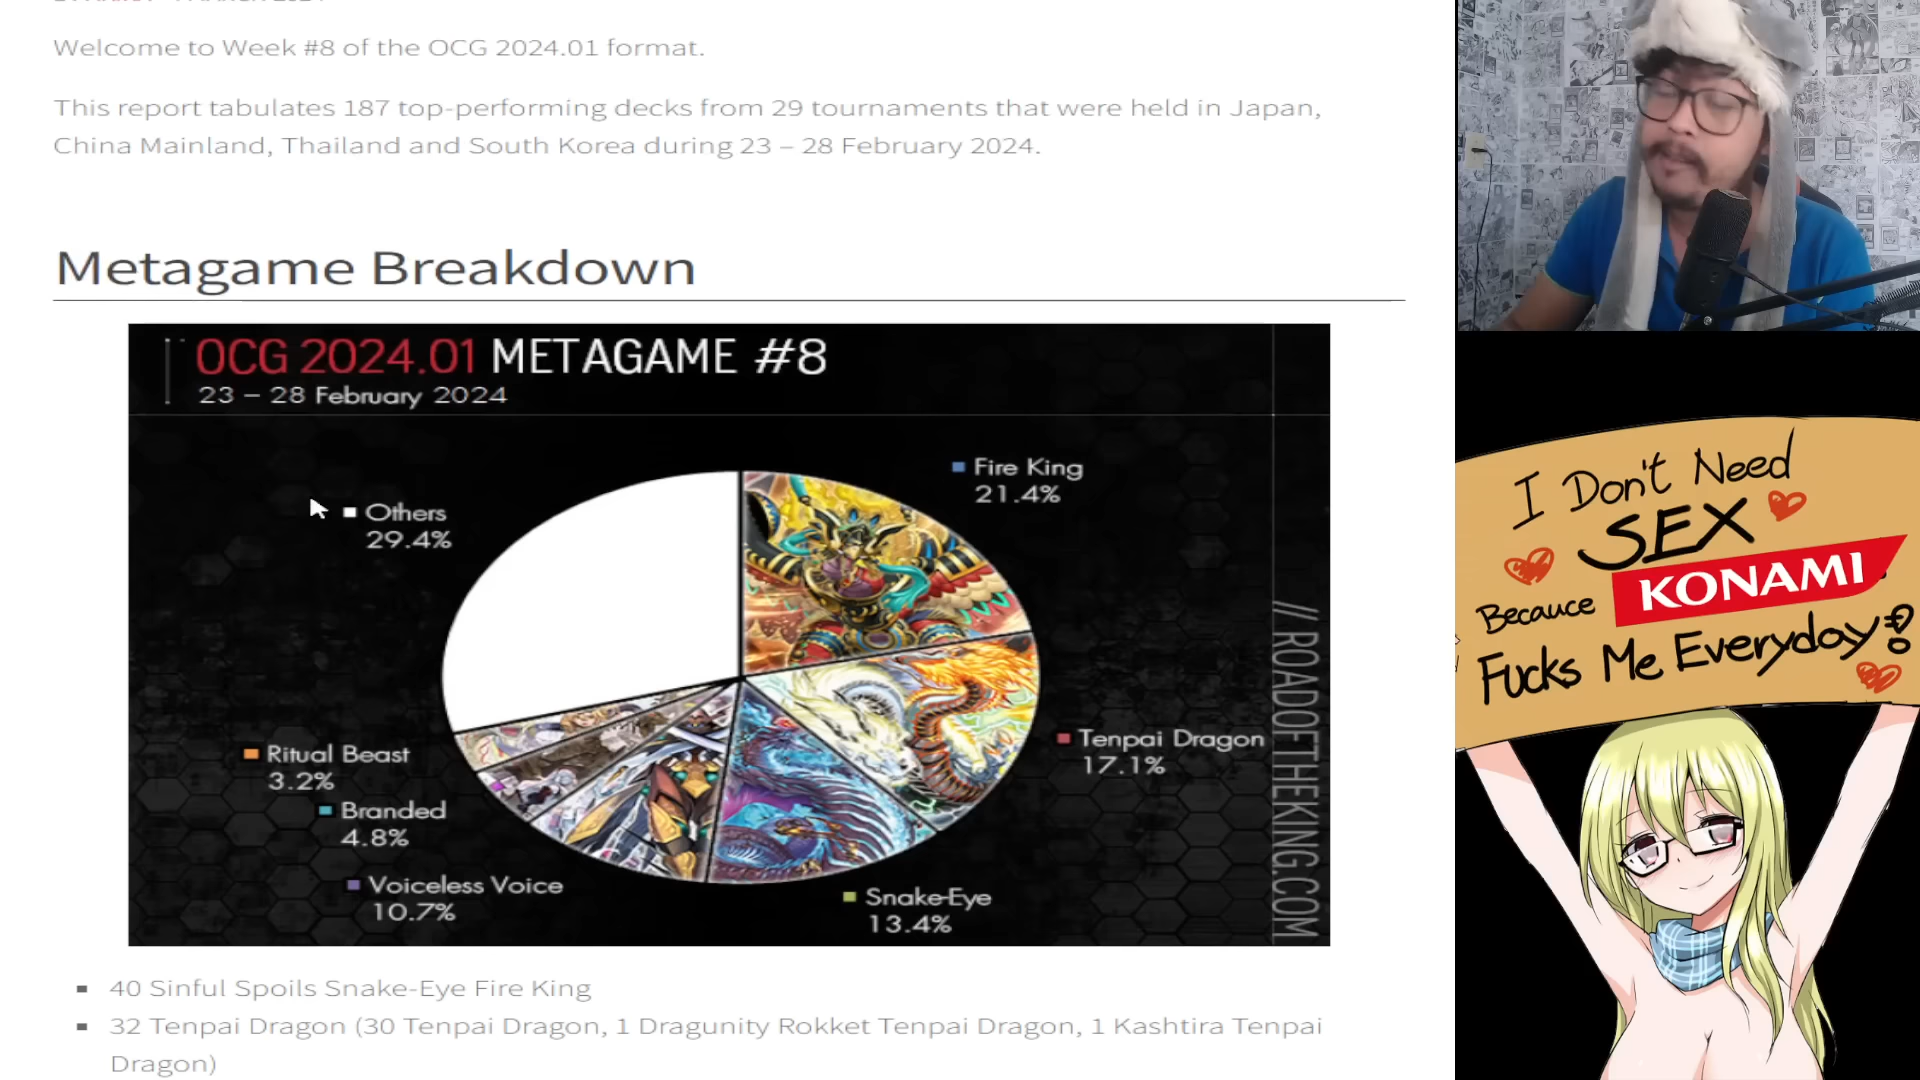 Welcome to Week #8 of the OCG 2024.01 format.
This report tabulates 187 top-performing decks from 29 tournaments that were held in Japan,
China Mainland, Thailand and South Korea during 23 – 28 February 2024.
Metagame Breakdown
OCG 2024.01 METAGAME #8
23 – 28 February 2024
Fire King
21.4%
Others
29.4%
Tenpai Dragon
17.1%
Ritual Beast
3.2%
Branded
4.8%
Voiceless Voice
10.7%
Snake-Eye
13.4%
// ROADOFTHEKING.COM
40 Sinful Spoils Snake-Eye Fire King
32 Tenpai Dragon (30 Tenpai Dragon, 1 Dragunity Rokket Tenpai Dragon, 1 Kashtira Tenpai
Dragon)
I Don't Need
SEX
Becauce KONAMI
Fucks Me Everyday!